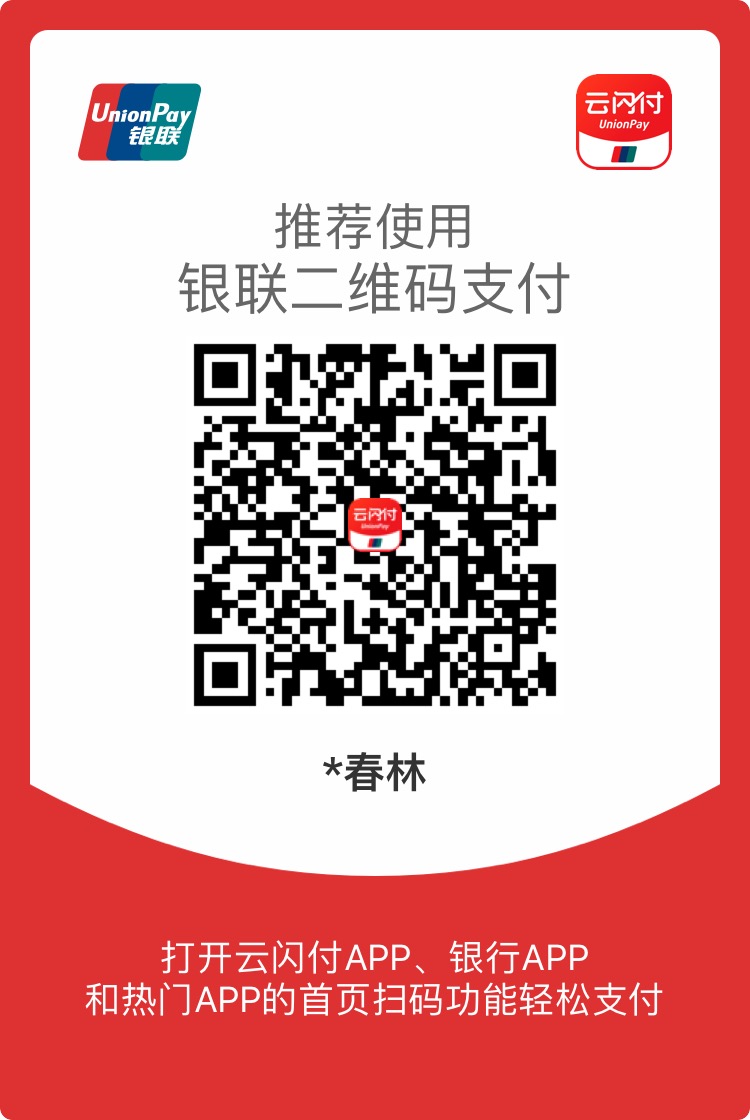 UnionPay
银联
云闪付
UnionPay
推荐使用
银联二维码支付
云闪付
UnionPay
*春林
打开云闪付APP、银行APP
和热门APP的首页扫码功能轻松支付